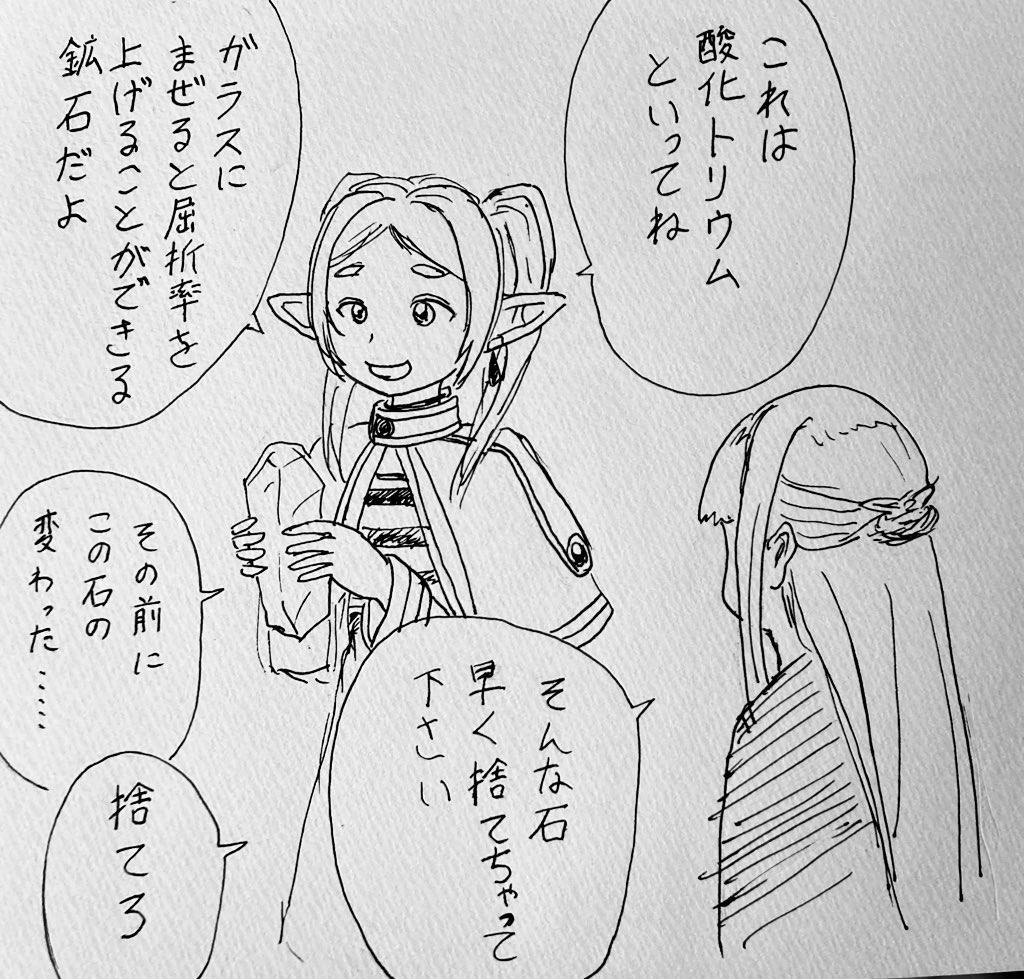 これは
酸化トリウム
といってね
ガラスに
まぜると屈折率を
上げることができる
鉱石だよ
そんな石
早く捨てちゃって
下さい
その前に
この石の
変わった……
捨てろ